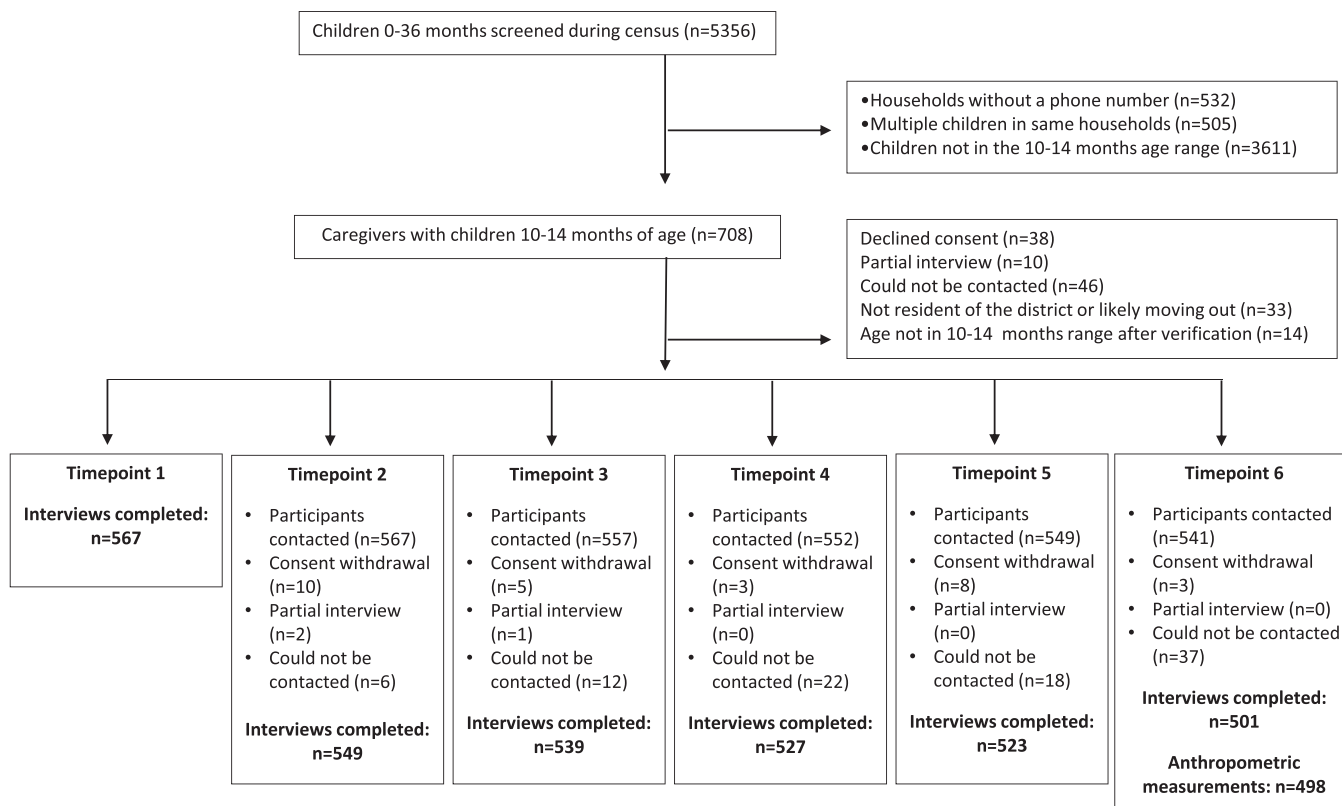 Children 0-36 months screened during census (n=5356)
•Households without a phone number (n=532)
•Multiple children in same households (n=505)
•Children not in the 10-14 months age range (n=3611)
Caregivers with children 10-14 months of age (n=708)
Declined consent (n=38)
Partial interview (n=10)
Could not be contacted (n=46)
Not resident of the district or likely moving out (n=33)
Age not in 10-14 months range after verification (n=14)
Timepoint 1
Interviews completed:
n=567
Timepoint 2
• Participants
contacted (n=567)
• Consent withdrawal
(n=10)
• Partial interview
(n=2)
• Could not be
contacted (n=6)
Interviews completed:
n=549
Timepoint 3
• Participants
contacted (n=557)
• Consent withdrawal
(n=5)
• Partial interview
(n=1)
• Could not be
contacted (n=12)
Interviews completed:
n=539
Timepoint 4
• Participants
contacted (n=552)
• Consent withdrawal
(n=3)
• Partial interview
(n=0)
• Could not be
contacted (n=22)
Interviews completed:
n=527
Timepoint 5
• Participants
contacted (n=549)
• Consent withdrawal
(n=8)
• Partial interview
(n=0)
• Could not be
contacted (n=18)
Interviews completed:
n=523
Timepoint 6
• Participants contacted
(n=541)
• Consent withdrawal
(n=3)
• Partial interview (n=0)
• Could not be contacted
(n=37)
Interviews completed:
n=501
Anthropometric
measurements: n=498